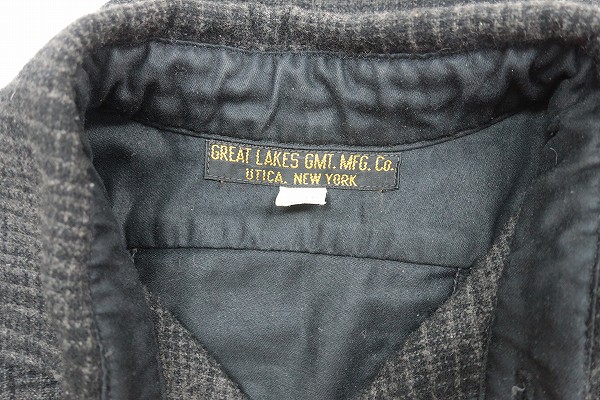 GREAT LAKES GMT. MFG. Co.
UTICA, NEW YORK